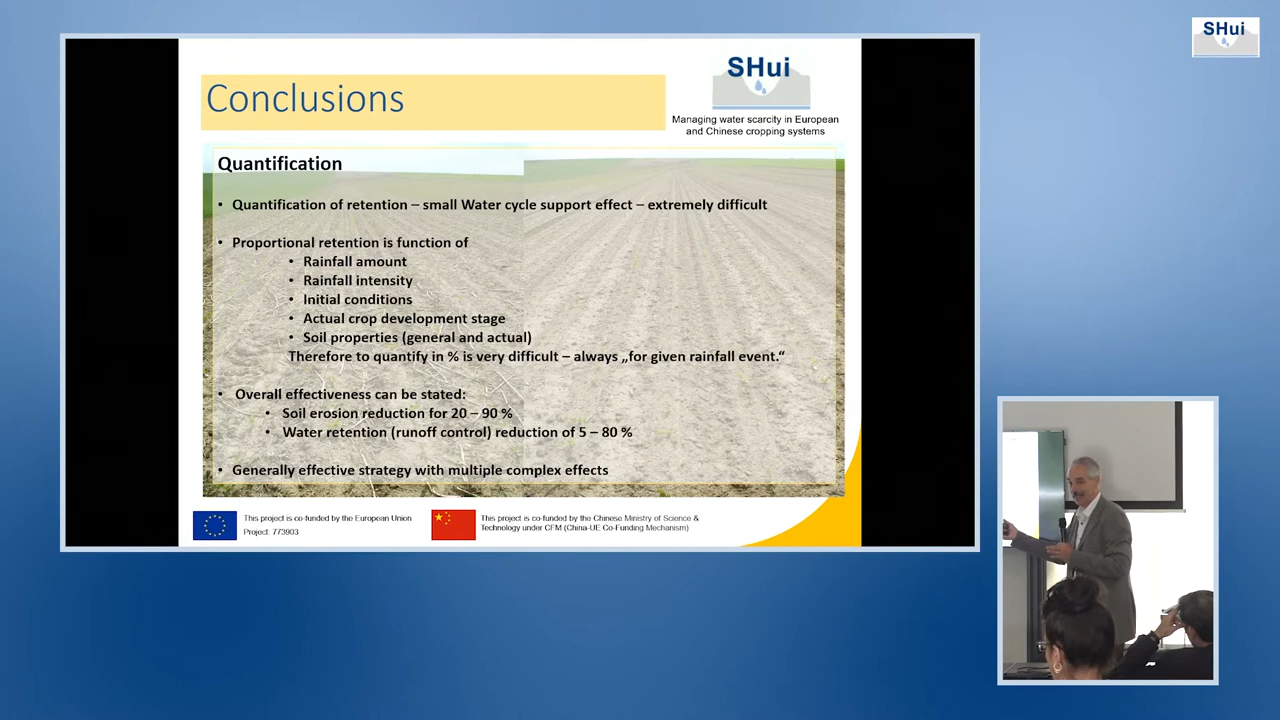 SHui
Conclusions
SHui
Managing water scarcity in European
and Chinese cropping systems
Quantification
• Quantification of retention – small Water cycle support effect – extremely difficult
• Proportional retention is function of
• Rainfall amount
• Rainfall intensity
• Initial conditions
• Actual crop development stage
• Soil properties (general and actual)
Therefore to quantify in % is very difficult – always „for given rainfall event.“
• Overall effectiveness can be stated:
• Soil erosion reduction for 20 – 90 %
• Water retention (runoff control) reduction of 5 – 80 %
• Generally effective strategy with multiple complex effects
This project is co-funded by the European Union
Project: 773903
This project is co-funded by the Chinese Ministry of Science &
Technology under CFM (China-UE Co-Funding Mechanism)